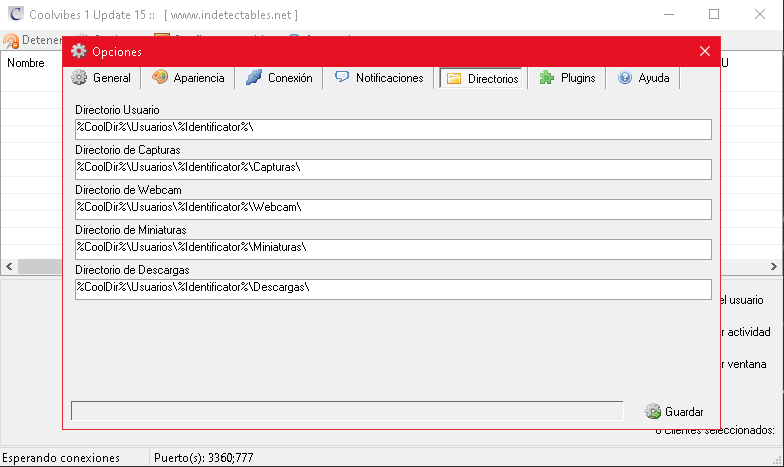 Coolvibes 1 Update 15 :: [ www.indetectables.net ]
Detener
Opciones
General Apariencia Conexión Notificaciones Directorios Plugins Ayuda
Nombre
U
Directorio Usuario
%CoolDir%\Usuarios\%Identificator%\
Directorio de Capturas
%CoolDir%\Usuarios\%Identificator%\Capturas\
Directorio de Webcam
%CoolDir%\Usuarios\%Identificator%\Webcam\
Directorio de Miniaturas
%CoolDir%\Usuarios\%Identificator%\Miniaturas\
Directorio de Descargas
%CoolDir%\Usuarios\%Identificator%\Descargas\
el usuario
r actividad
r ventana
Guardar
0 Clientes seleccionados:
Esperando conexiones Puerto(s): 3360;777